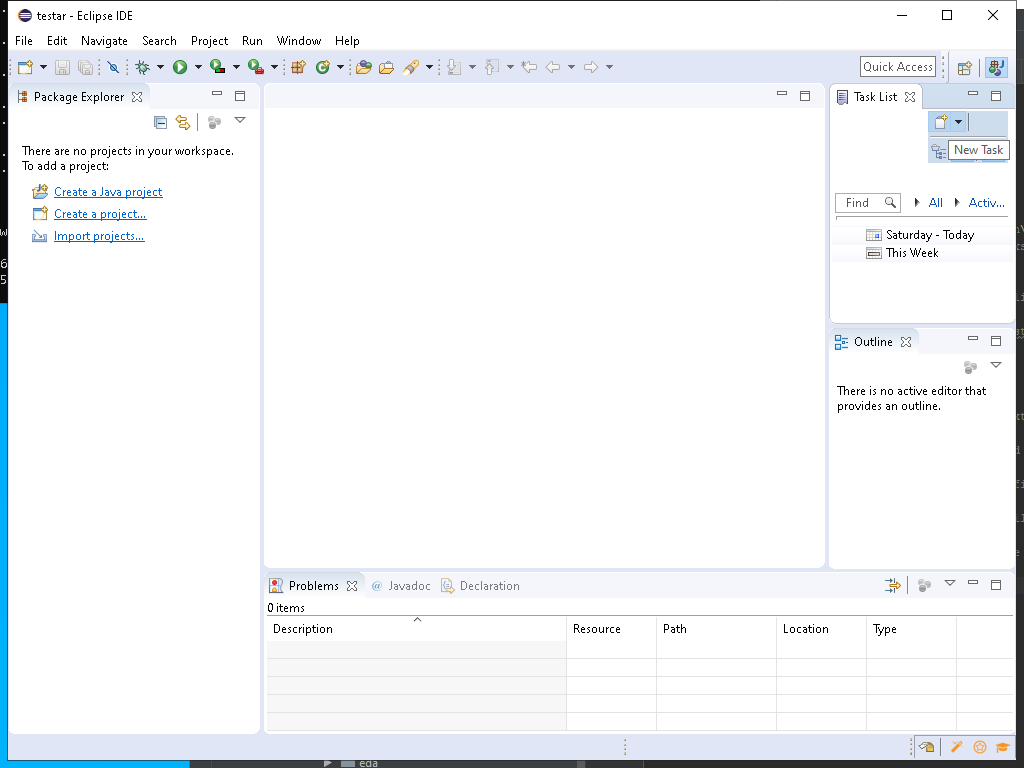 testar - Eclipse IDE
File Edit Navigate Search Project Run Window Help
Quick Access
Package Explorer
There are no projects in your workspace.
To add a project:
Create a Java project
Create a project...
Import projects...
Task List
New Task
Find All Activ...
Saturday - Today
This Week
Outline
There is no active editor that
provides an outline.
Problems @ Javadoc Declaration
0 items
Description Resource Path Location Type
eda